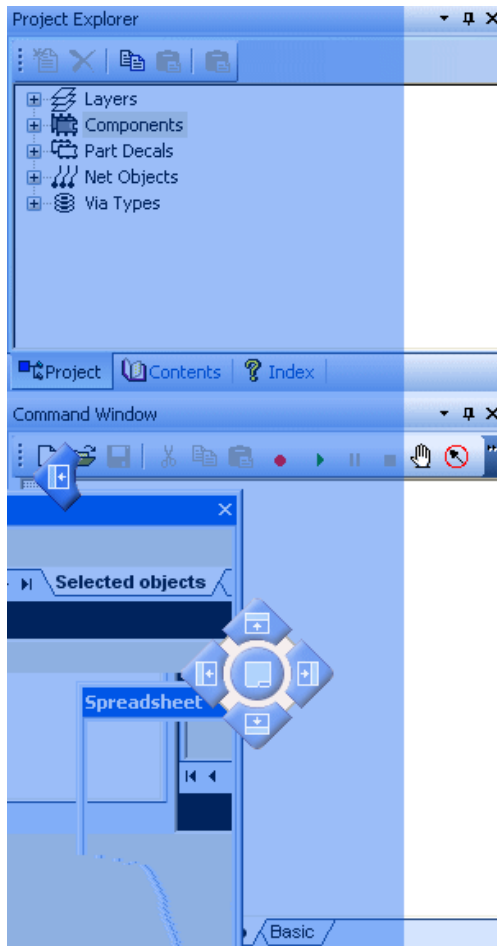 Project Explorer
Layers
Components
Part Decals
Net Objects
Via Types
Project Contents Index
Command Window
Selected objects
Spreadsheet
Basic